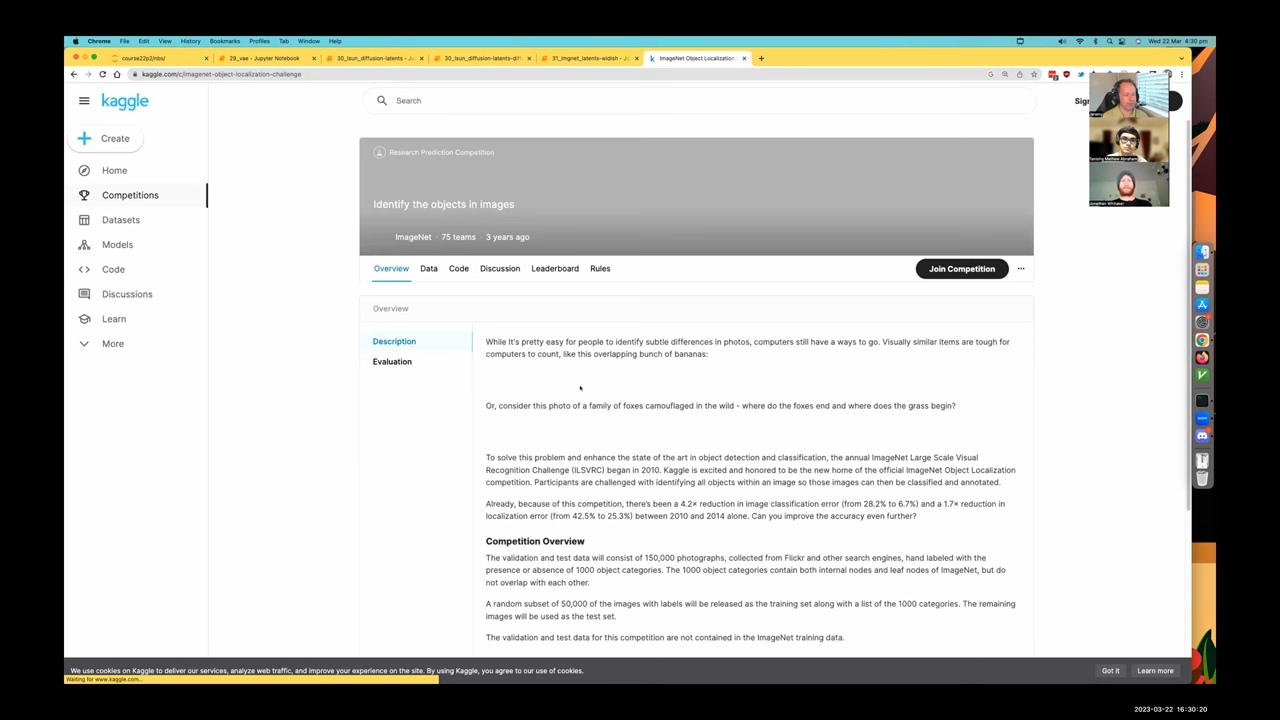 Chrome File Edit View History Bookmarks Profiles Tab Window Help Wed 22 Mar 4:30 pm
course22p2/nbs/ 29_vae - Jupyter Notebook 30_lsun_diffusion-latents - J 30_lsun_diffusion-latents-dif 31_imgnet_latents-widish - J ImageNet Object Localization
kaggle.com/c/imagenet-object-localization-challenge
kaggle
Search
Create
Home
Competitions
Datasets
Models
Code
Discussions
Learn
More
Jeremy
Tanishq Mathew Abraham
Jonathan Whitaker
Research Prediction Competition
Identify the objects in images
ImageNet · 75 teams · 3 years ago
Overview Data Code Discussion Leaderboard Rules Join Competition
Overview
Description
Evaluation
While It's pretty easy for people to identify subtle differences in photos, computers still have a ways to go. Visually similar items are tough for
computers to count, like this overlapping bunch of bananas:
Or, consider this photo of a family of foxes camouflaged in the wild - where do the foxes end and where does the grass begin?
To solve this problem and enhance the state of the art in object detection and classification, the annual ImageNet Large Scale Visual
Recognition Challenge (ILSVRC) began in 2010. Kaggle is excited and honored to be the new home of the official ImageNet Object Localization
competition. Participants are challenged with identifying all objects within an image so those images can then be classified and annotated.
Already, because of this competition, there's been a 4.2× reduction in image classification error (from 28.2% to 6.7%) and a 1.7× reduction in
localization error (from 42.5% to 25.3%) between 2010 and 2014 alone. Can you improve the accuracy even further?
Competition Overview
The validation and test data will consist of 150,000 photographs, collected from Flickr and other search engines, hand labeled with the
presence or absence of 1000 object categories. The 1000 object categories contain both internal nodes and leaf nodes of ImageNet, but do
not overlap with each other.
A random subset of 50,000 of the images with labels will be released as the training set along with a list of the 1000 categories. The remaining
images will be used as the test set.
The validation and test data for this competition are not contained in the ImageNet training data.
We use cookies on Kaggle to deliver our services, analyze web traffic, and improve your experience on the site. By using Kaggle, you agree to our use of cookies. Got it Learn more
Waiting for www.kaggle.com...
2023-03-22 16:30:20